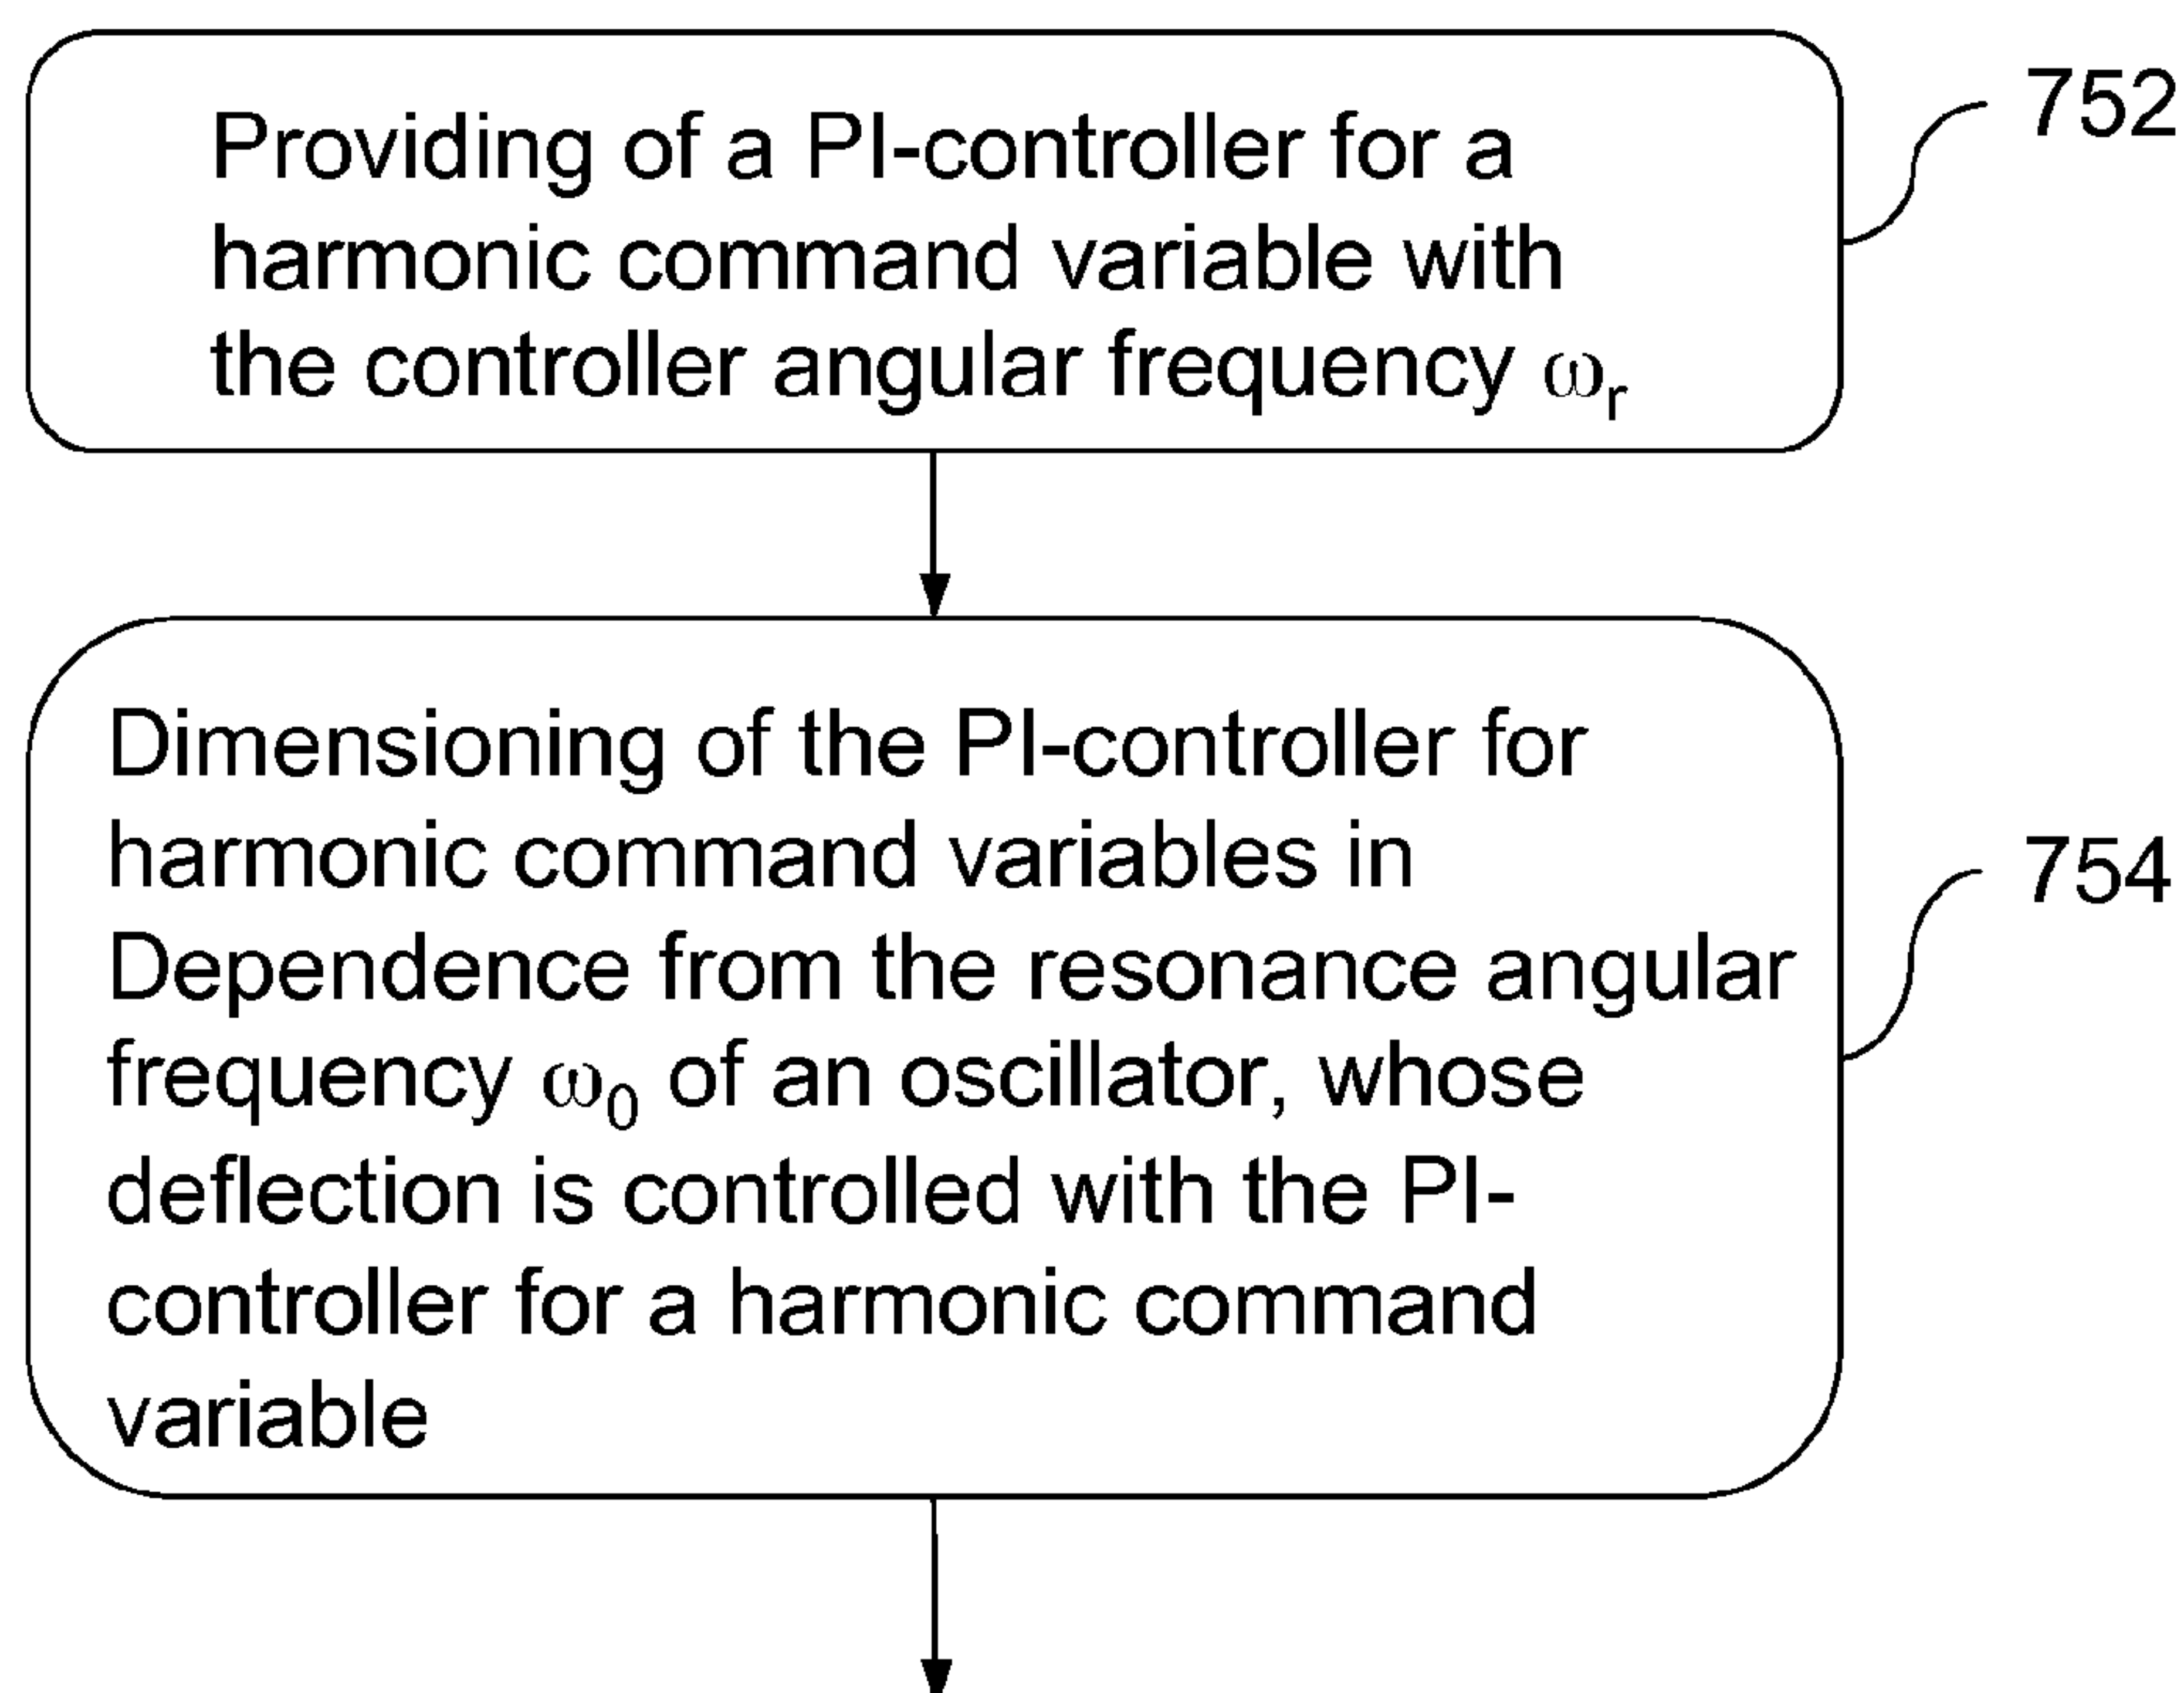 Providing of a PI-controller for a
harmonic command variable with
the controller angular frequency ωr
752
Dimensioning of the PI-controller for
harmonic command variables in
Dependence from the resonance angular
frequency ω0 of an oscillator, whose
deflection is controlled with the PI-
controller for a harmonic command
variable
754